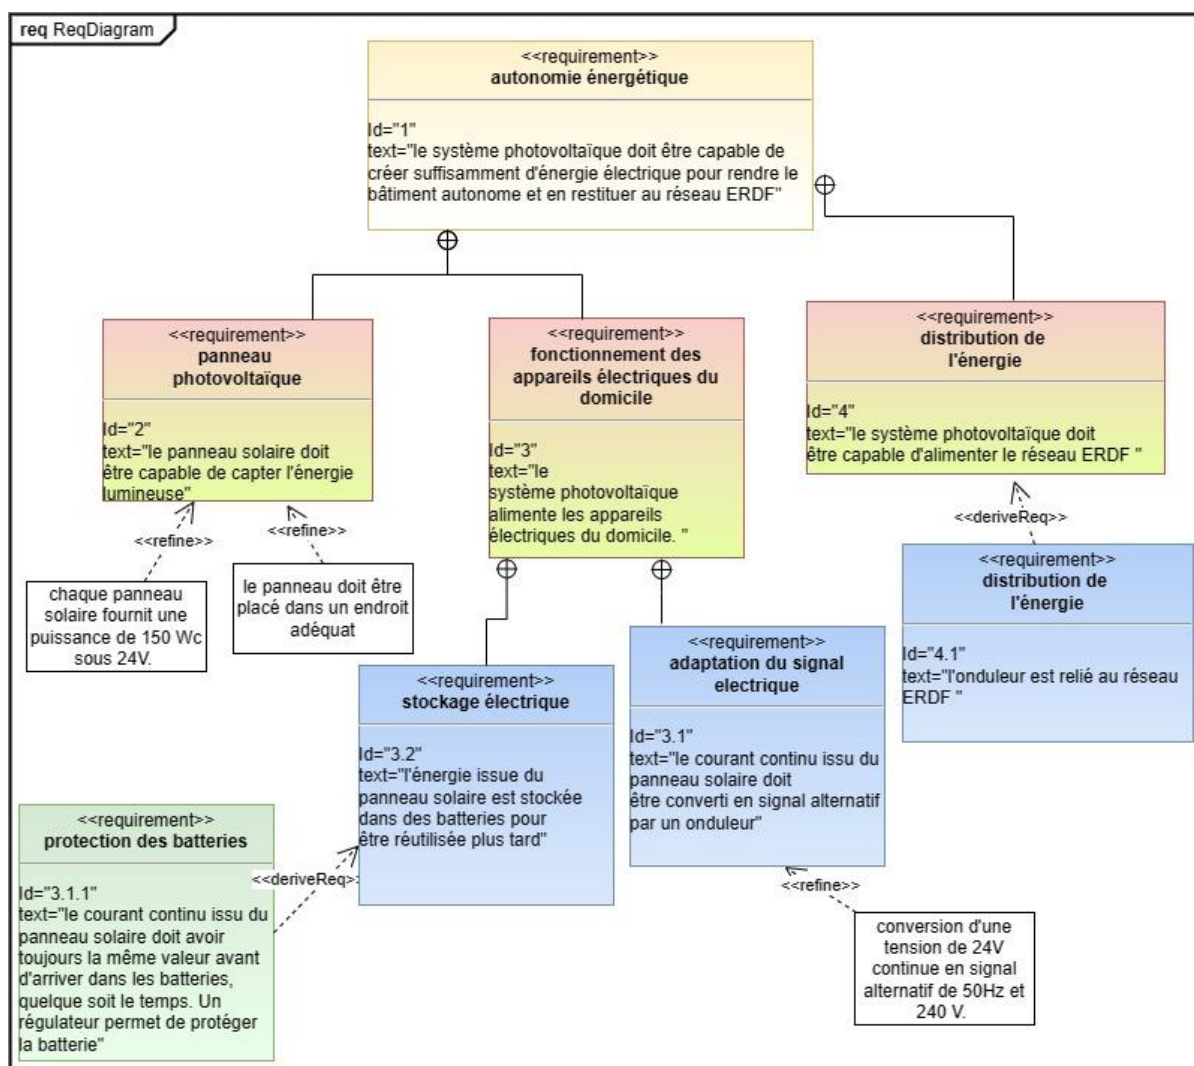 req ReqDiagram
<<requirement>>
autonomie énergétique
Id="1"
text="le système photovoltaïque doit être capable de
créer suffisamment d'énergie électrique pour rendre le
bâtiment autonome et en restituer au réseau ERDF"
<<requirement>>
panneau
photovoltaïque
Id="2"
text="le panneau solaire doit
être capable de capter l'énergie
lumineuse"
<<requirement>>
fonctionnement des
appareils électriques du
domicile
Id="3"
text="le
système photovoltaïque
alimente les appareils
électriques du domicile. "
<<requirement>>
distribution de
l'énergie
Id="4"
text="le système photovoltaïque doit
être capable d'alimenter le réseau ERDF "
<<refine>>
<<refine>>
<<deriveReq>>
chaque panneau
solaire fournit une
puissance de 150 Wc
sous 24V.
le panneau doit être
placé dans un endroit
adéquat
<<requirement>>
distribution de
l'énergie
Id="4.1"
text="l'onduleur est relié au réseau
ERDF "
<<requirement>>
stockage électrique
Id="3.2"
text="l'énergie issue du
panneau solaire est stockée
dans des batteries pour
être réutilisée plus tard"
<<requirement>>
adaptation du signal
electrique
Id="3.1"
text="le courant continu issu du
panneau solaire doit
être converti en signal alternatif
par un onduleur"
<<requirement>>
protection des batteries
Id="3.1.1"
text="le courant continu issu du
panneau solaire doit avoir
toujours la même valeur avant
d'arriver dans les batteries,
quelque soit le temps. Un
régulateur permet de protéger
la batterie"
<<deriveReq>>
<<refine>>
conversion d'une
tension de 24V
continue en signal
alternatif de 50Hz et
240 V.